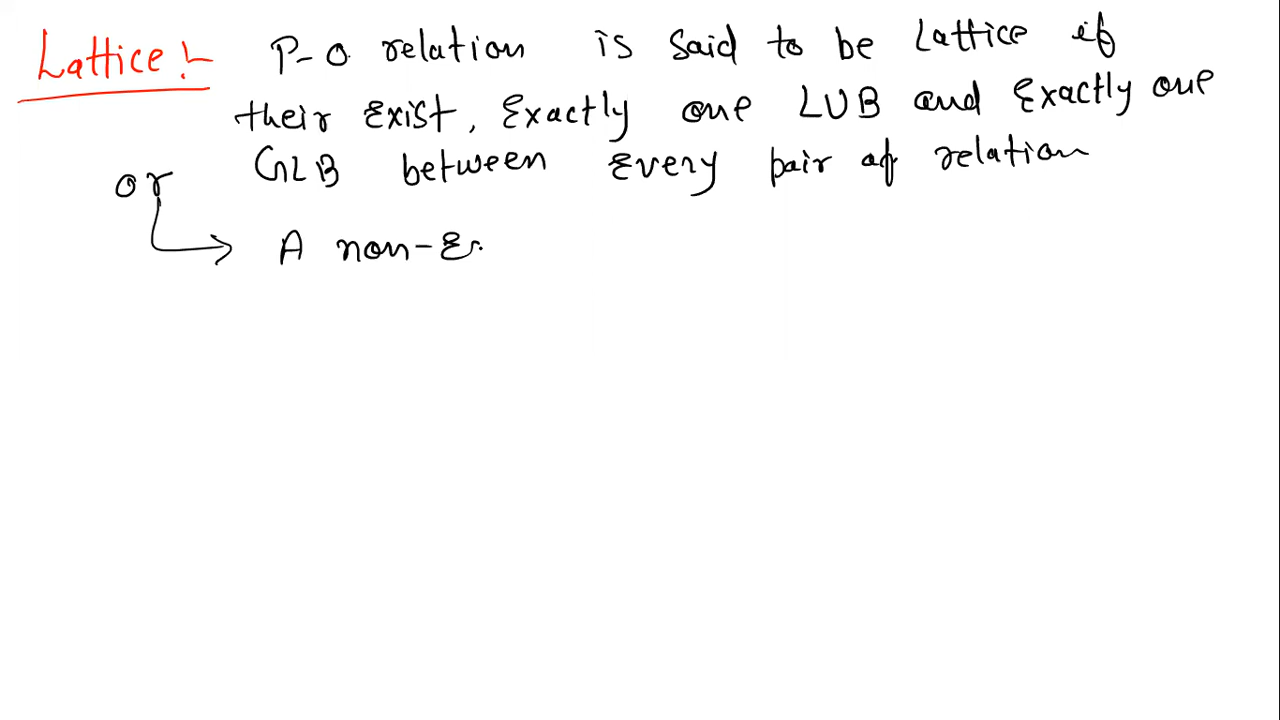 Lattice :- P-O relation is said to be Lattice if
their exist, Exactly one LUB and Exactly one
GLB between Every pair of relation
or
A non-E